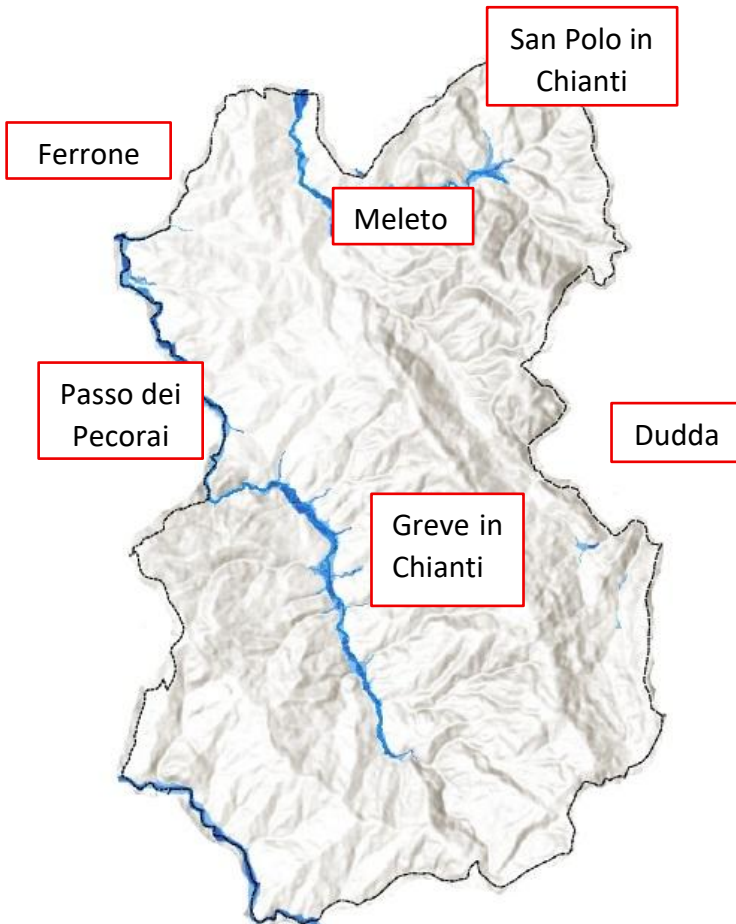 San Polo in
Chianti
Ferrone
Meleto
Passo dei
Pecorai
Dudda
Greve in
Chianti